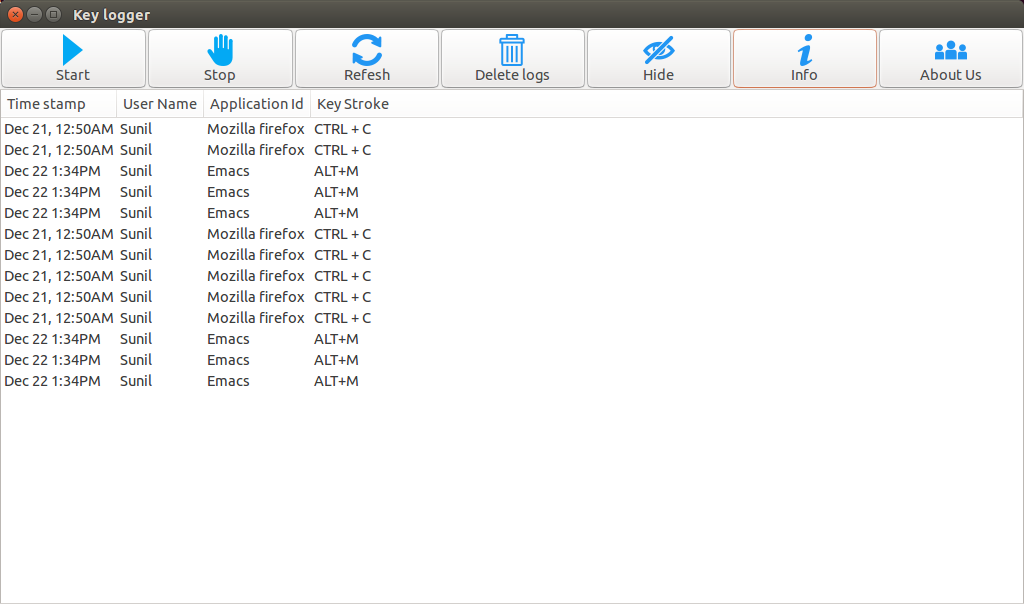 Key logger
Start Stop Refesh Delete logs Hide Info About Us
Time stamp User Name Application Id Key Stroke
Dec 21, 12:50AM Sunil Mozilla firefox CTRL + C
Dec 21, 12:50AM Sunil Mozilla firefox CTRL + C
Dec 22 1:34PM Sunil Emacs ALT+M
Dec 22 1:34PM Sunil Emacs ALT+M
Dec 22 1:34PM Sunil Emacs ALT+M
Dec 21, 12:50AM Sunil Mozilla firefox CTRL + C
Dec 21, 12:50AM Sunil Mozilla firefox CTRL + C
Dec 21, 12:50AM Sunil Mozilla firefox CTRL + C
Dec 21, 12:50AM Sunil Mozilla firefox CTRL + C
Dec 21, 12:50AM Sunil Mozilla firefox CTRL + C
Dec 22 1:34PM Sunil Emacs ALT+M
Dec 22 1:34PM Sunil Emacs ALT+M
Dec 22 1:34PM Sunil Emacs ALT+M